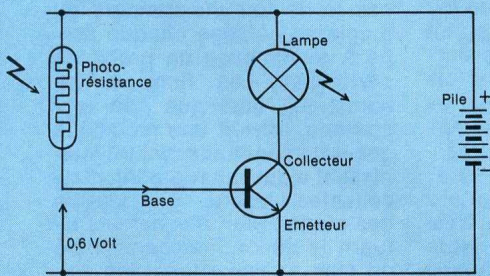 Lampe
Photo-
résistance
Pile
+
−
Collecteur
Base
Emetteur
0,6 Volt